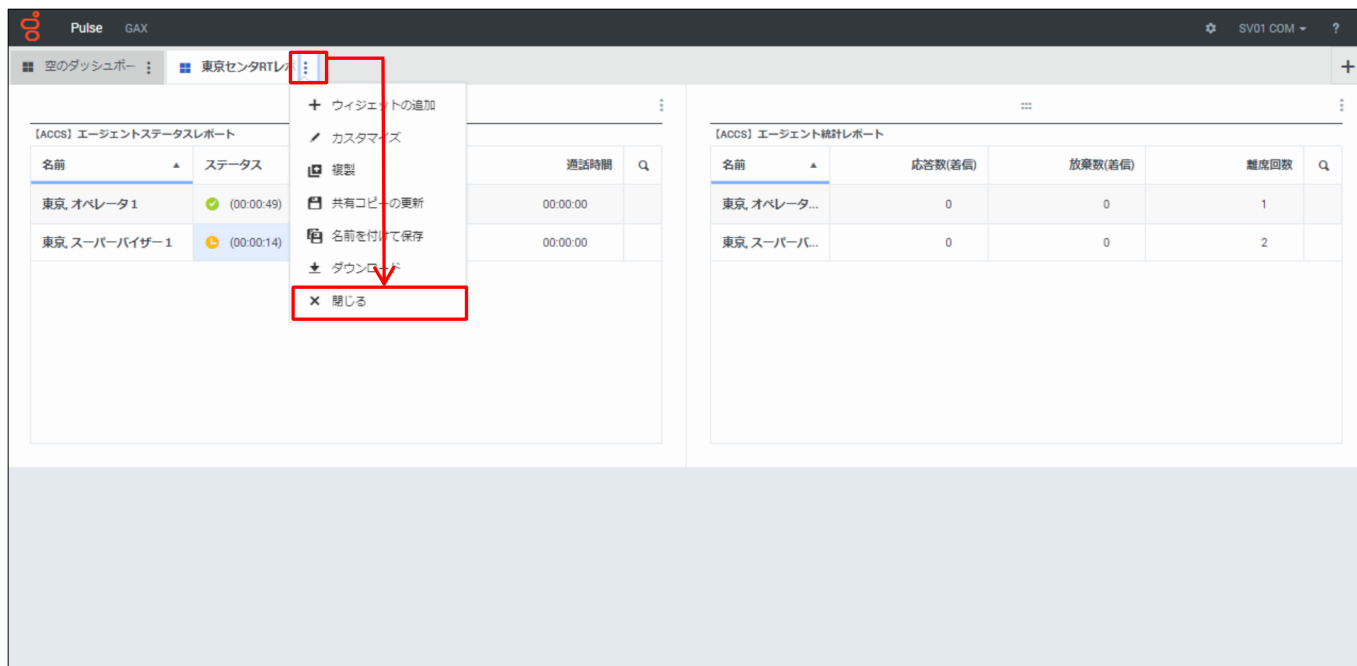 Pulse GAX SV01 COM ?
空のダッシュボー 東京センタRTレポ
ウィジェットの追加
カスタマイズ
複製
共有コピーの更新
名前を付けて保存
ダウンロード
閉じる
【ACCS】エージェントステータスレポート
名前 ステータス 通話時間
東京, オペレータ 1 (00:00:49) 00:00:00
東京, スーパーバイザー 1 (00:00:14) 00:00:00
【ACCS】エージェント統計レポート
名前 応答数(着信) 放棄数(着信) 離席回数
東京, オペレータ... 0 0 1
東京, スーパーバ... 0 0 2